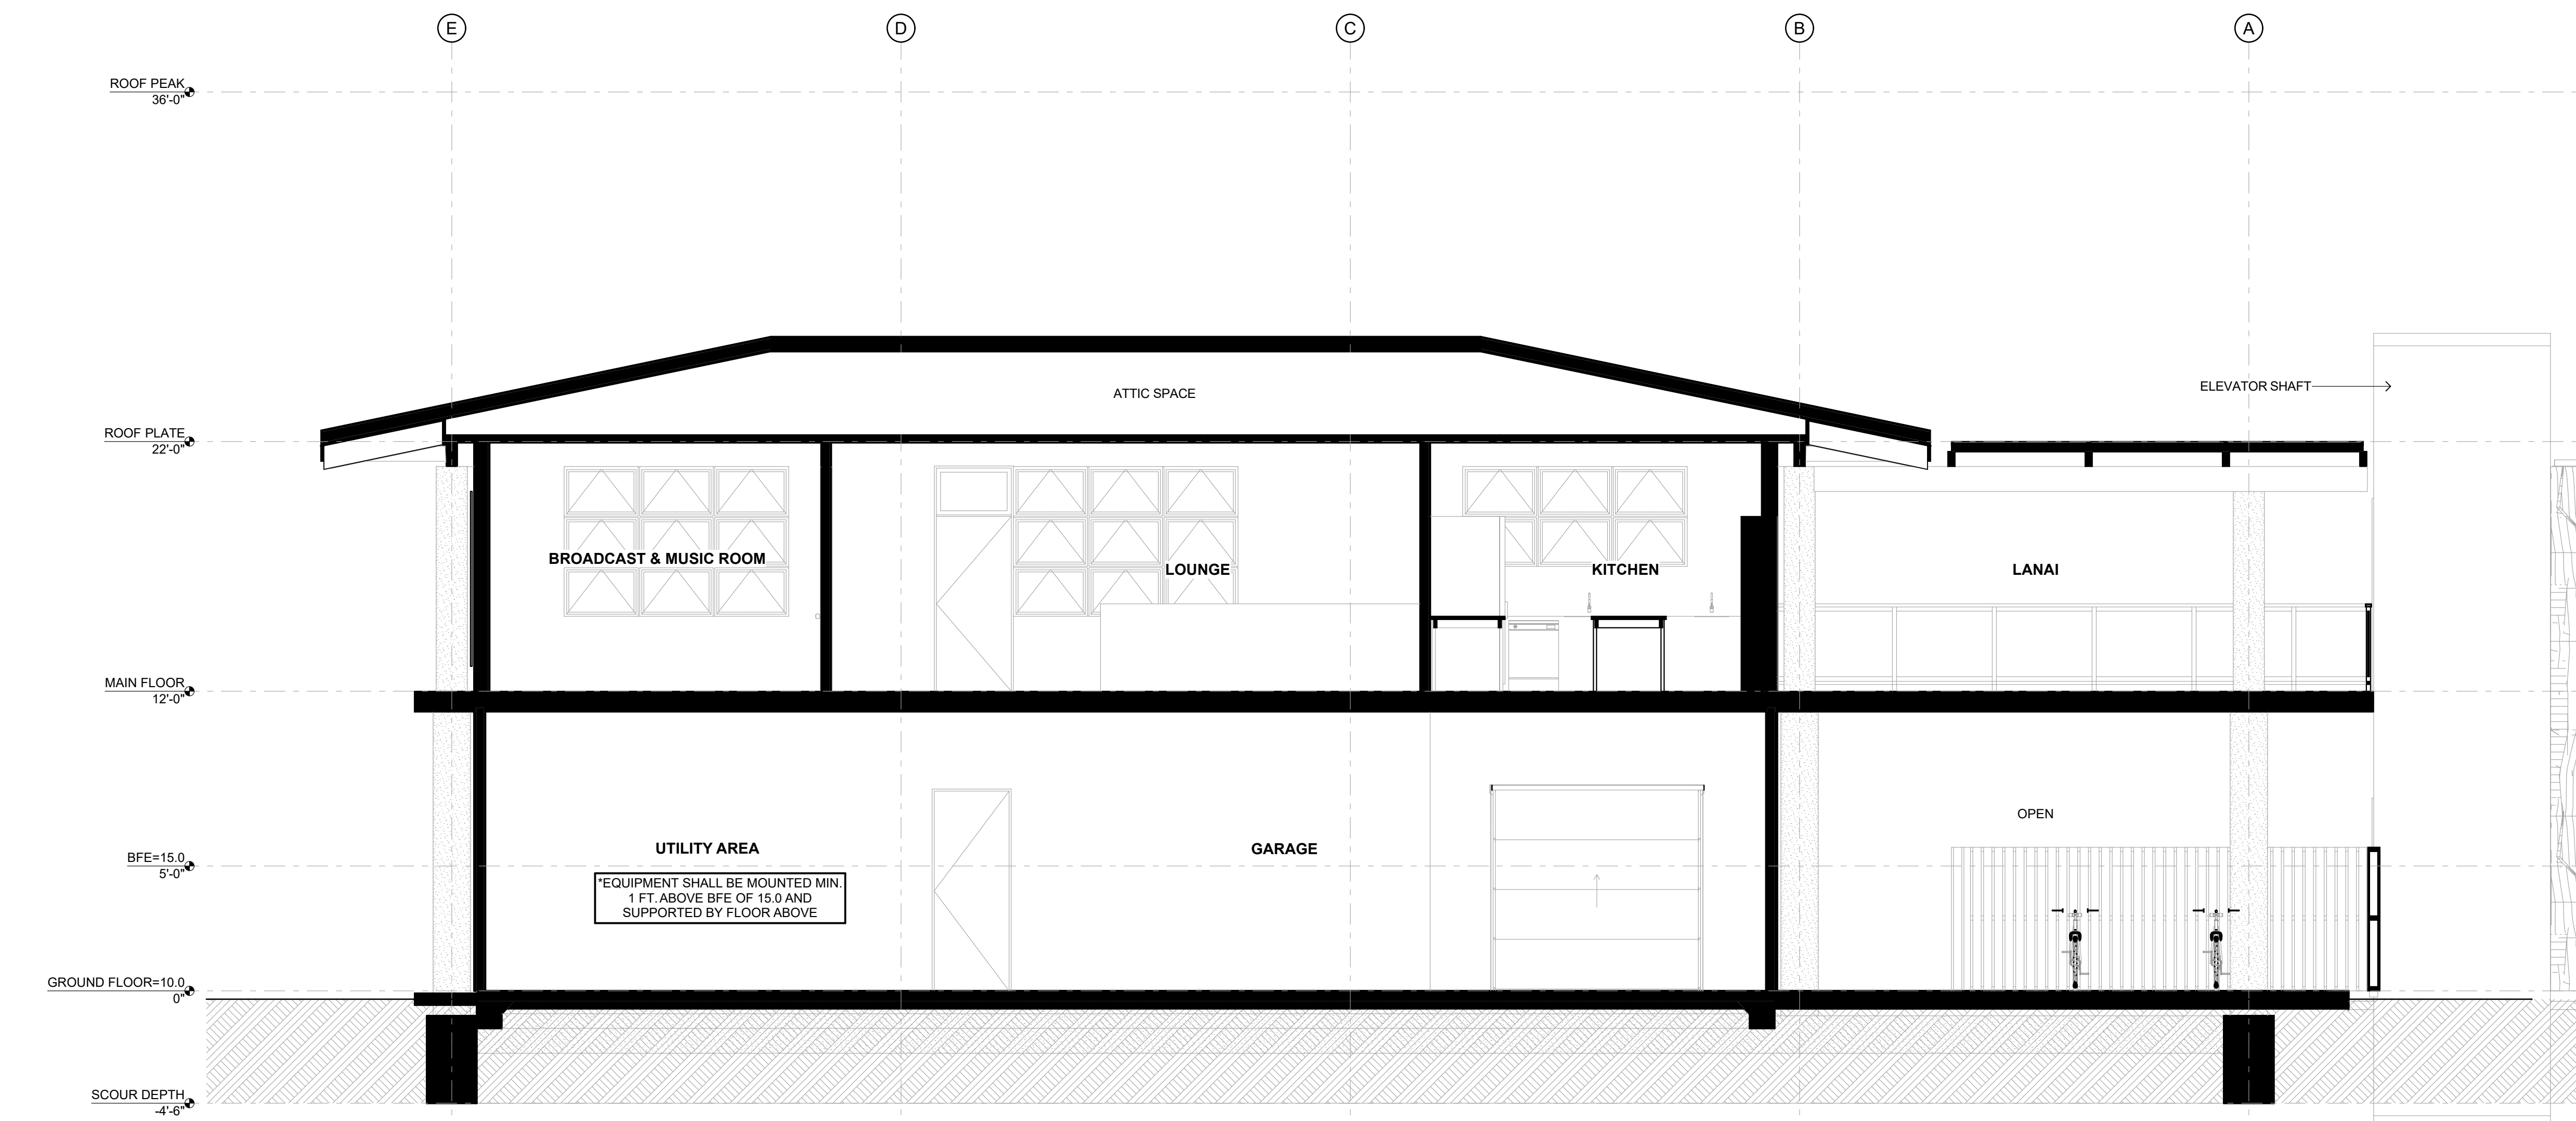 E D C B A
ROOF PEAK
36'-0"
ATTIC SPACE
ELEVATOR SHAFT
ROOF PLATE
22'-0"
BROADCAST & MUSIC ROOM
LOUNGE
KITCHEN
LANAI
MAIN FLOOR
12'-0"
OPEN
UTILITY AREA
GARAGE
BFE=15.0
5'-0"
*EQUIPMENT SHALL BE MOUNTED MIN.
1 FT. ABOVE BFE OF 15.0 AND
SUPPORTED BY FLOOR ABOVE
GROUND FLOOR=10.0
0"
SCOUR DEPTH
-4'-6"